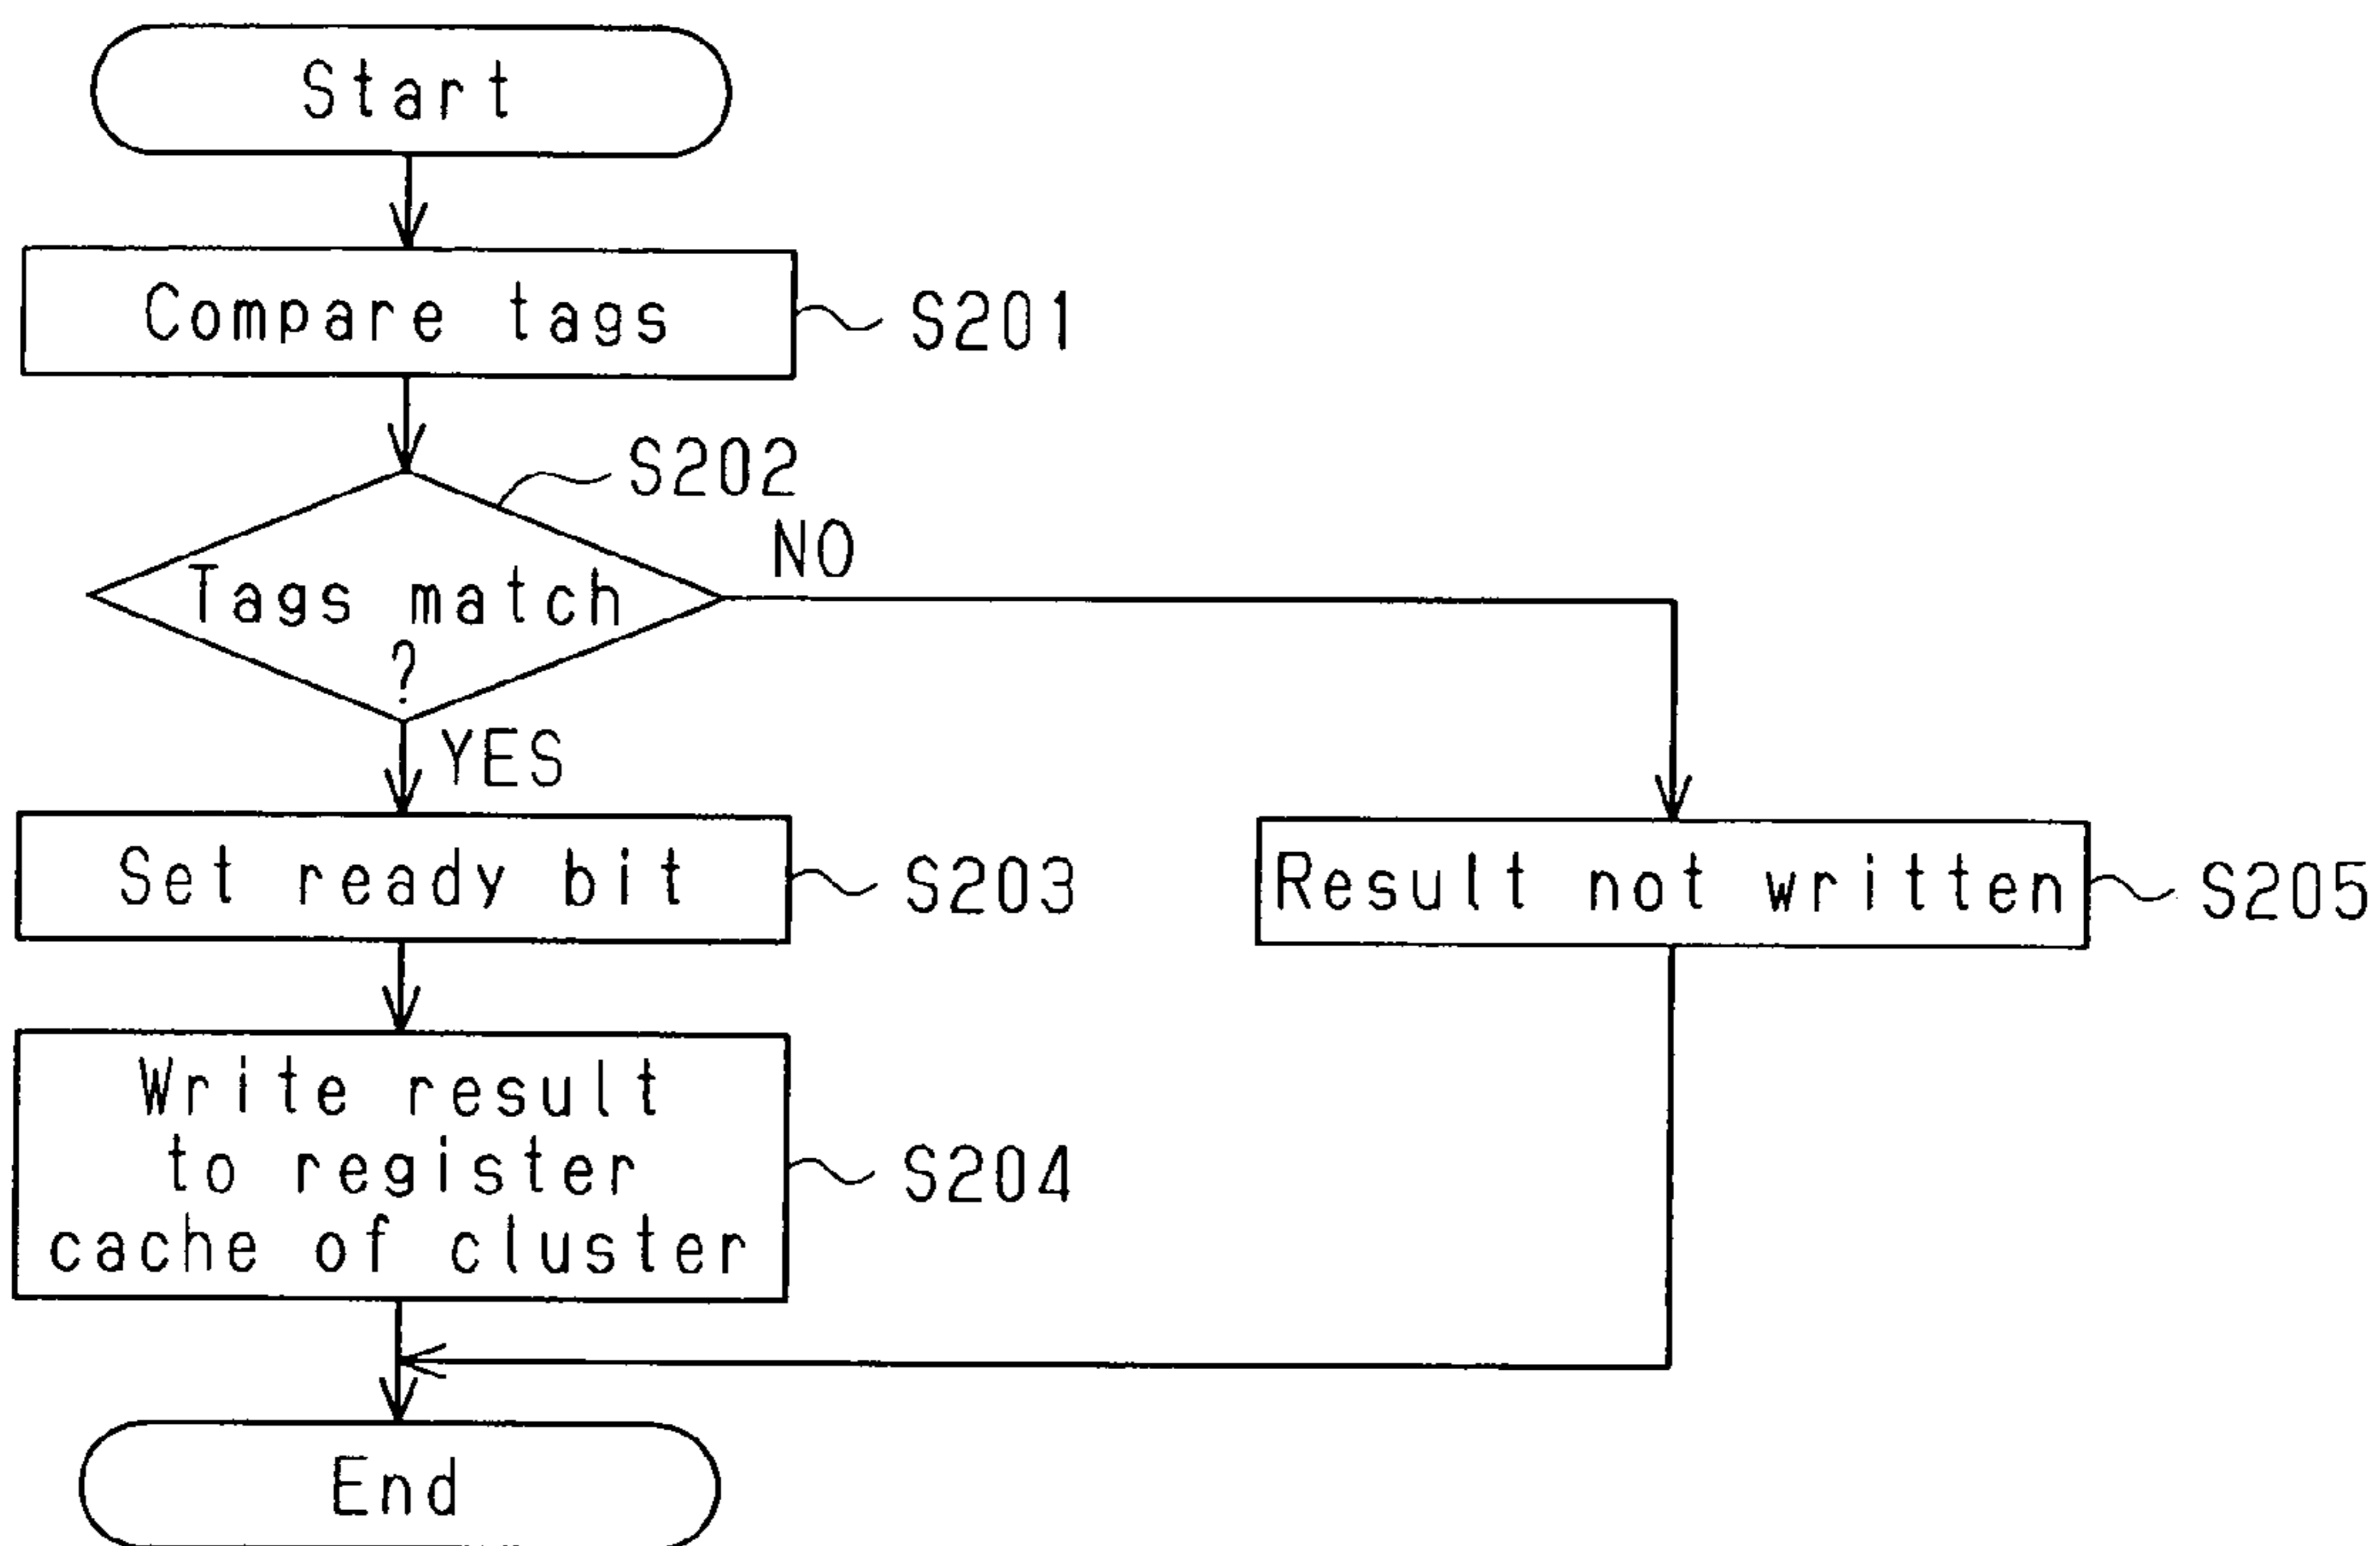 Start
Compare tags
S201
S202
NO
Tags match
?
YES
Set ready bit
S203
Result not written
S205
Write result
to register
cache of cluster
S204
End